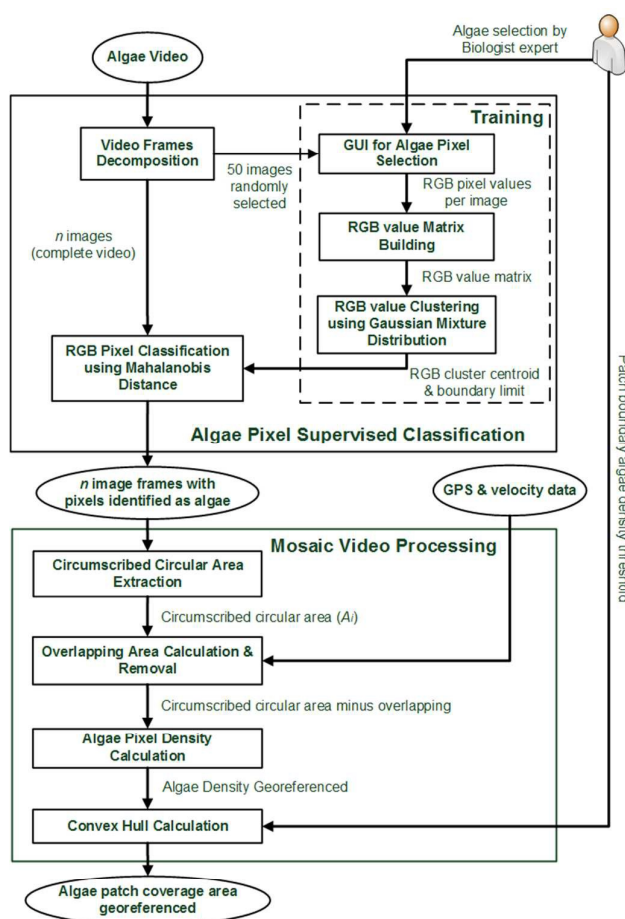 Algae selection by
Biologist expert
Algae Video
Training
Video Frames
Decomposition
GUI for Algae Pixel
Selection
50 images
randomly
selected
RGB pixel values
per image
n images
(complete video)
RGB value Matrix
Building
RGB value matrix
RGB value Clustering
using Gaussian Mixture
Distribution
RGB Pixel Classification
using Mahalanobis
Distance
RGB cluster centroid
& boundary limit
Algae Pixel Supervised Classification
Patch boundary algae density threshold
n image frames with
pixels identified as algae
GPS & velocity data
Mosaic Video Processing
Circumscribed Circular Area
Extraction
Circumscribed circular area (Ai)
Overlapping Area Calculation &
Removal
Circumscribed circular area minus overlapping
Algae Pixel Density
Calculation
Algae Density Georeferenced
Convex Hull Calculation
Algae patch coverage area
georeferenced